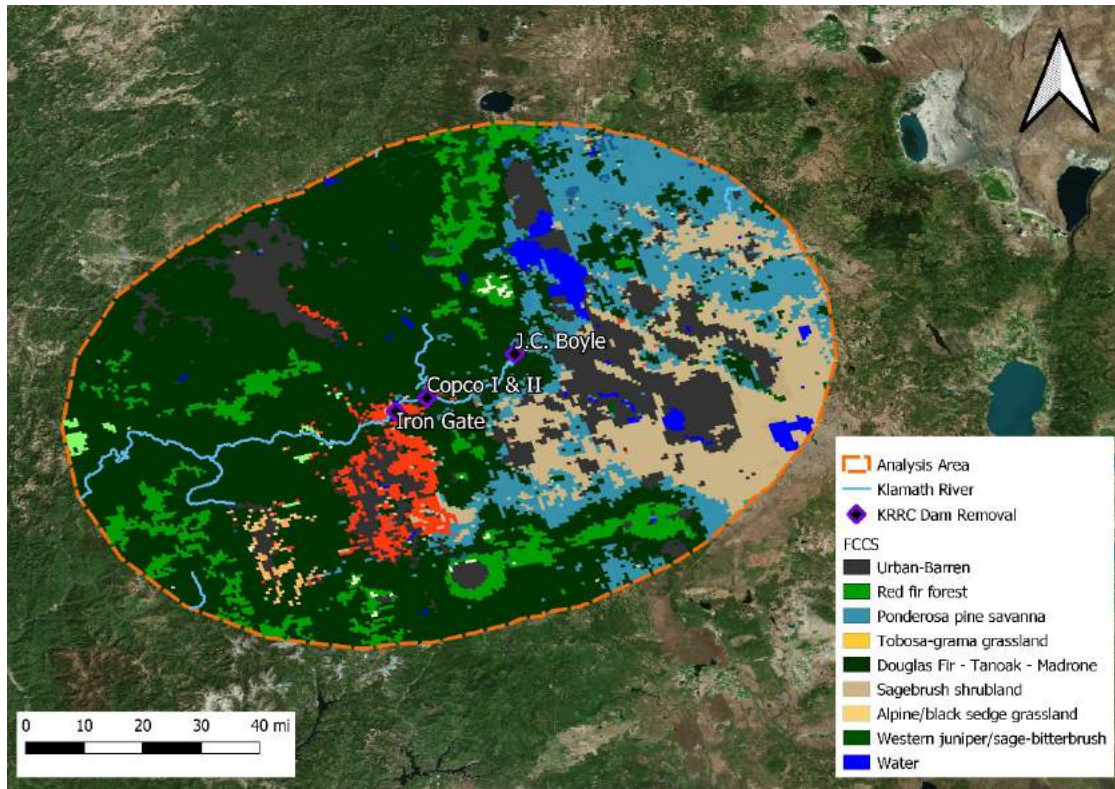 J.C. Boyle
Copco I & II
Iron Gate
Analysis Area
Klamath River
KRRC Dam Removal
FCCS
Urban-Barren
Red fir forest
Ponderosa pine savanna
Tobosa-grama grassland
Douglas Fir - Tanoak - Madrone
Sagebrush shrubland
Alpine/black sedge grassland
Western juniper/sage-bitterbrush
Water
0 10 20 30 40 mi